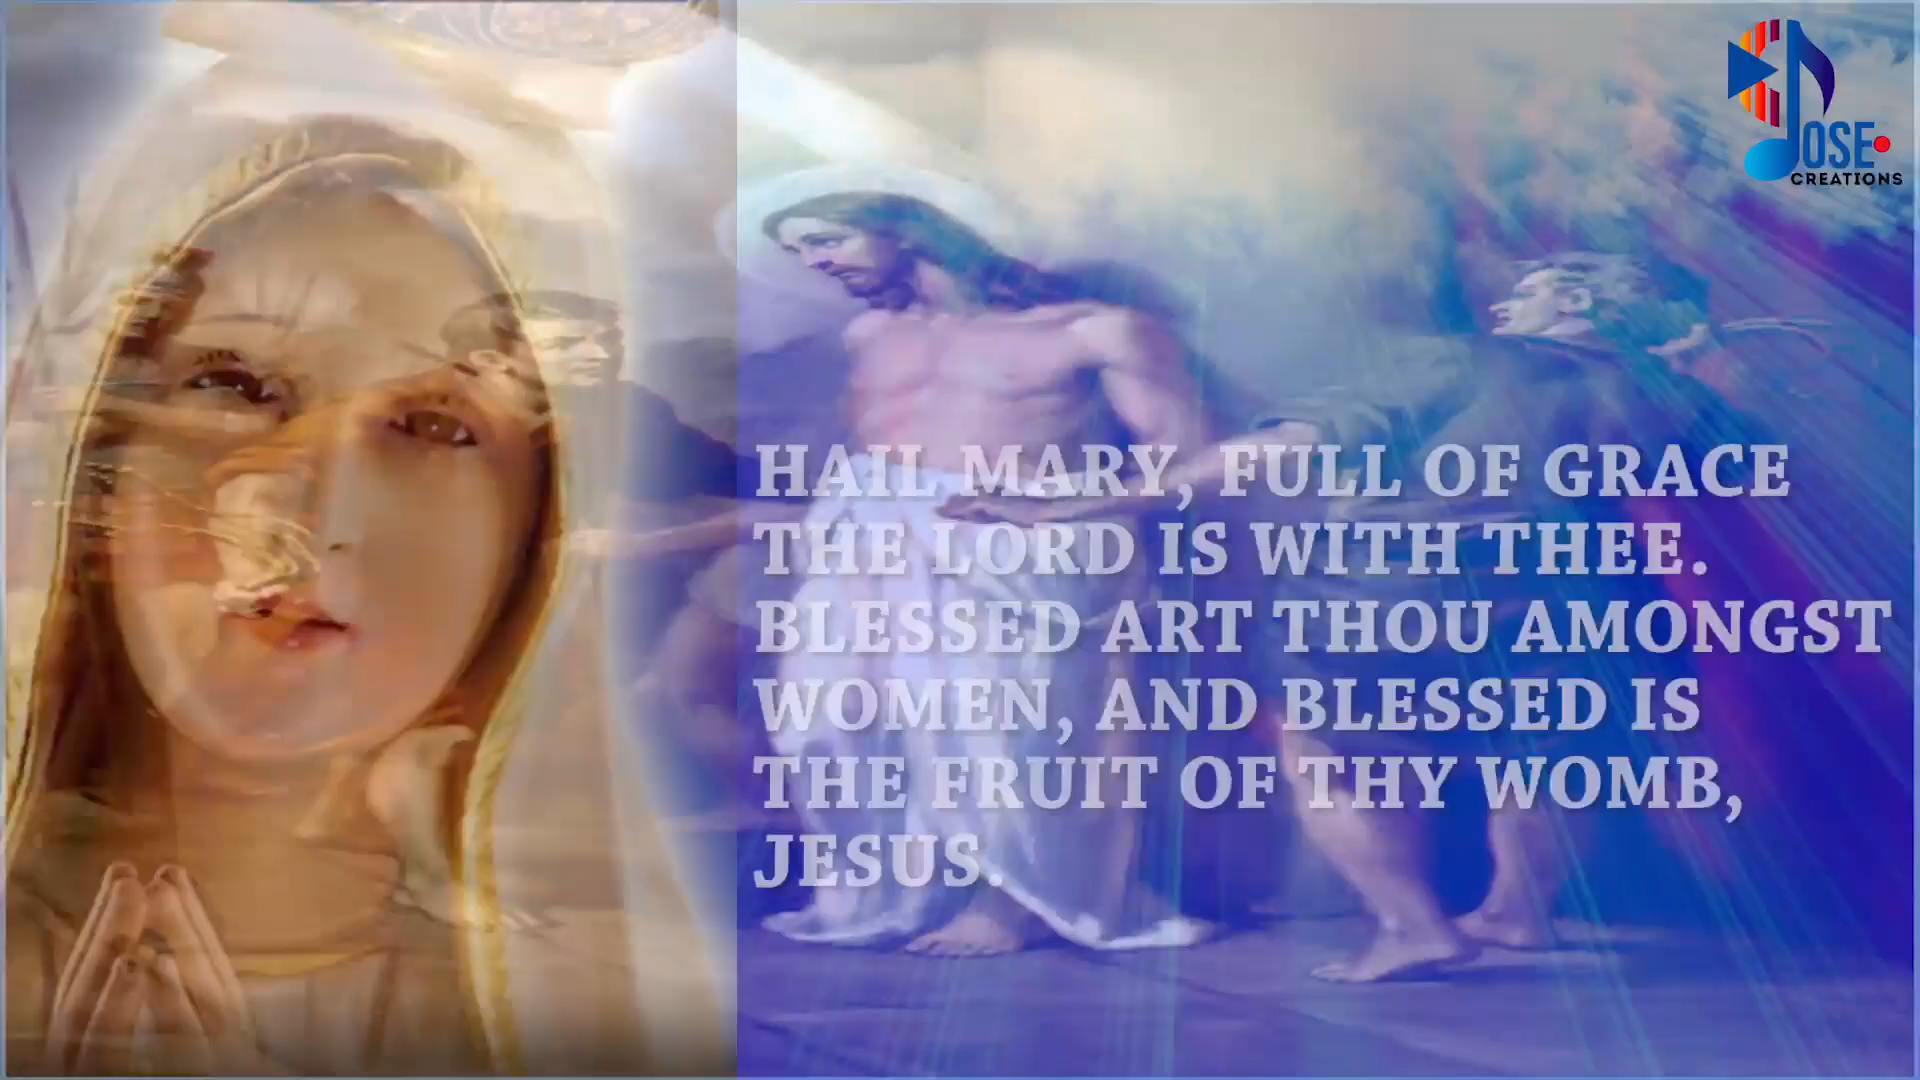 JOSE
CREATIONS
HAIL MARY, FULL OF GRACE
THE LORD IS WITH THEE.
BLESSED ART THOU AMONGST
WOMEN, AND BLESSED IS
THE FRUIT OF THY WOMB,
JESUS.